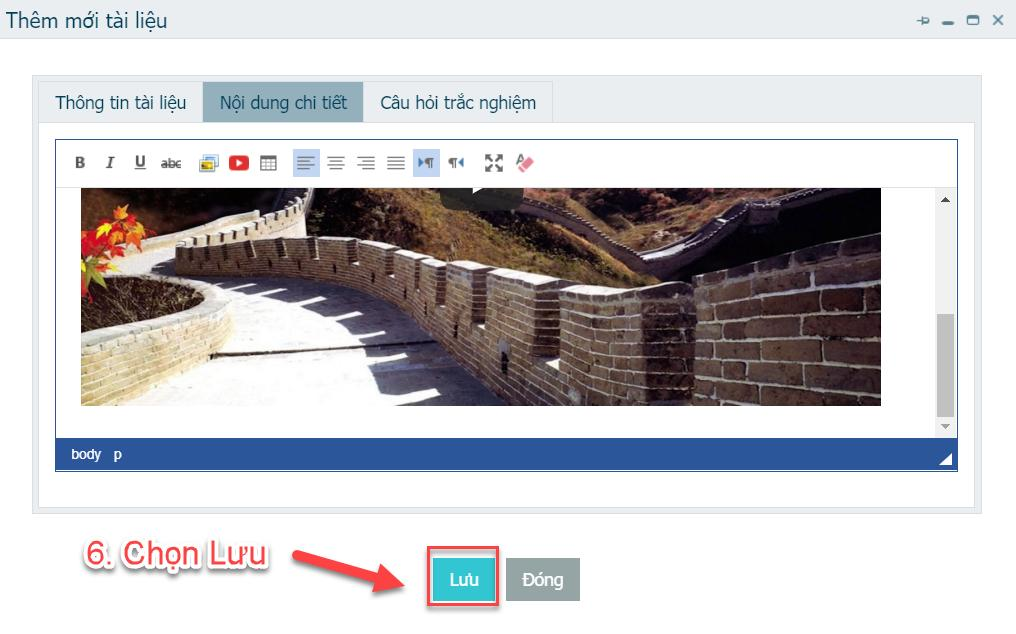 Thêm mới tài liệu
Thông tin tài liệu Nội dung chi tiết Câu hỏi trắc nghiệm
B I U abc
body p
6. Chọn Lưu
Lưu Đóng